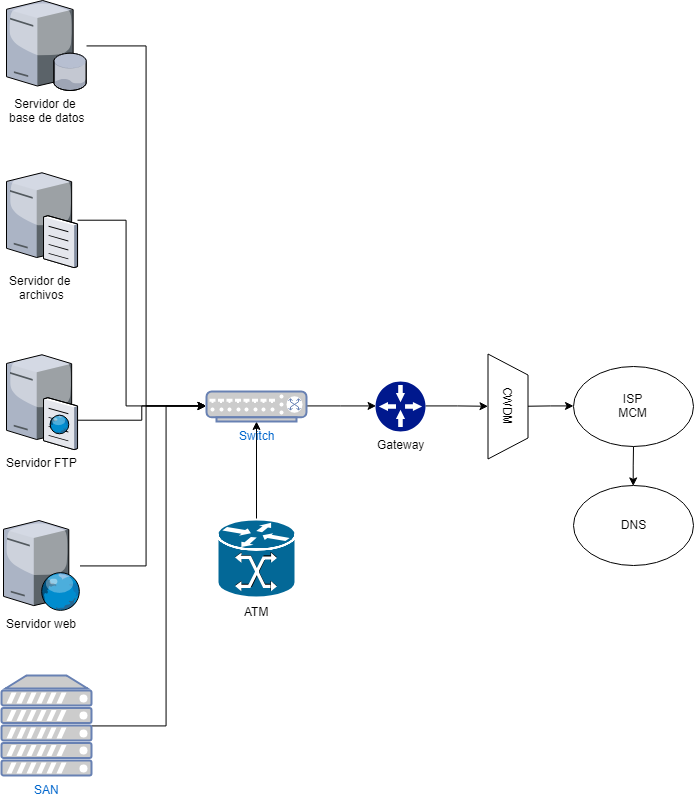 Servidor de
base de datos
Servidor de
archivos
Servidor FTP
Switch
Gateway
CWDM
ISP
MCM
DNS
ATM
Servidor web
SAN